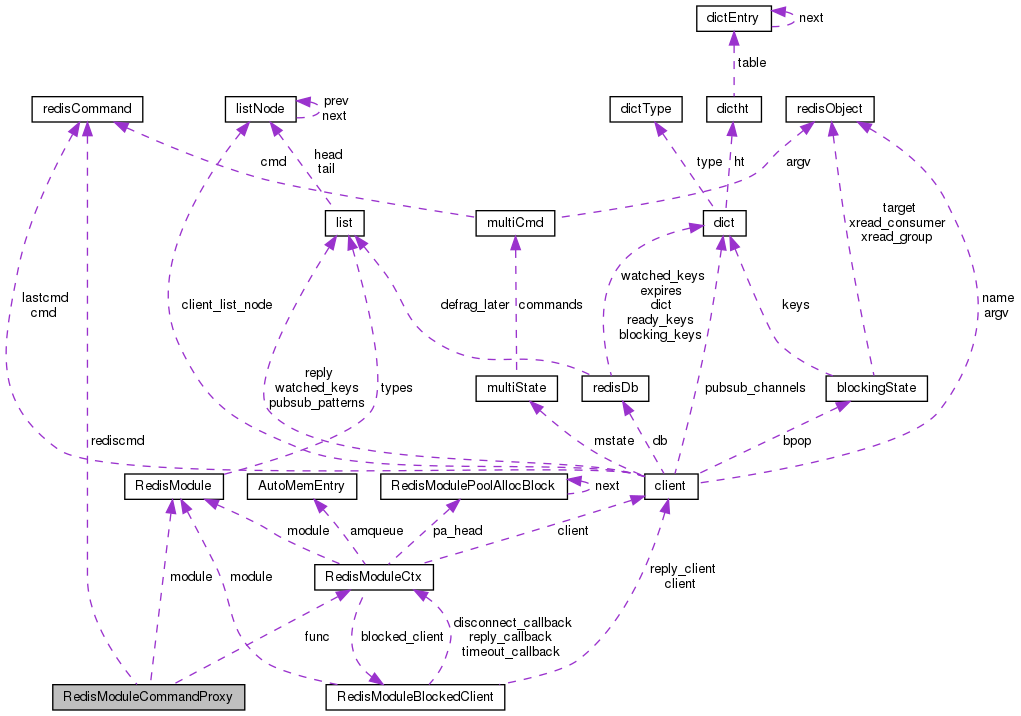 dictEntry
next
table
redisCommand
listNode
prev
next
dictType
dictht
redisObject
cmd
head
tail
type
ht
argv
list
multiCmd
dict
target
xread_consumer
xread_group
lastcmd
cmd
client_list_node
defrag_later
commands
watched_keys
expires
dict
ready_keys
blocking_keys
keys
name
argv
reply
watched_keys
pubsub_patterns
types
multiState
redisDb
pubsub_channels
blockingState
rediscmd
mstate
db
bpop
RedisModule
AutoMemEntry
RedisModulePoolAllocBlock
next
client
module
amqueue
pa_head
client
RedisModuleCtx
module
module
reply_client
client
func
blocked_client
disconnect_callback
reply_callback
timeout_callback
RedisModuleCommandProxy
RedisModuleBlockedClient